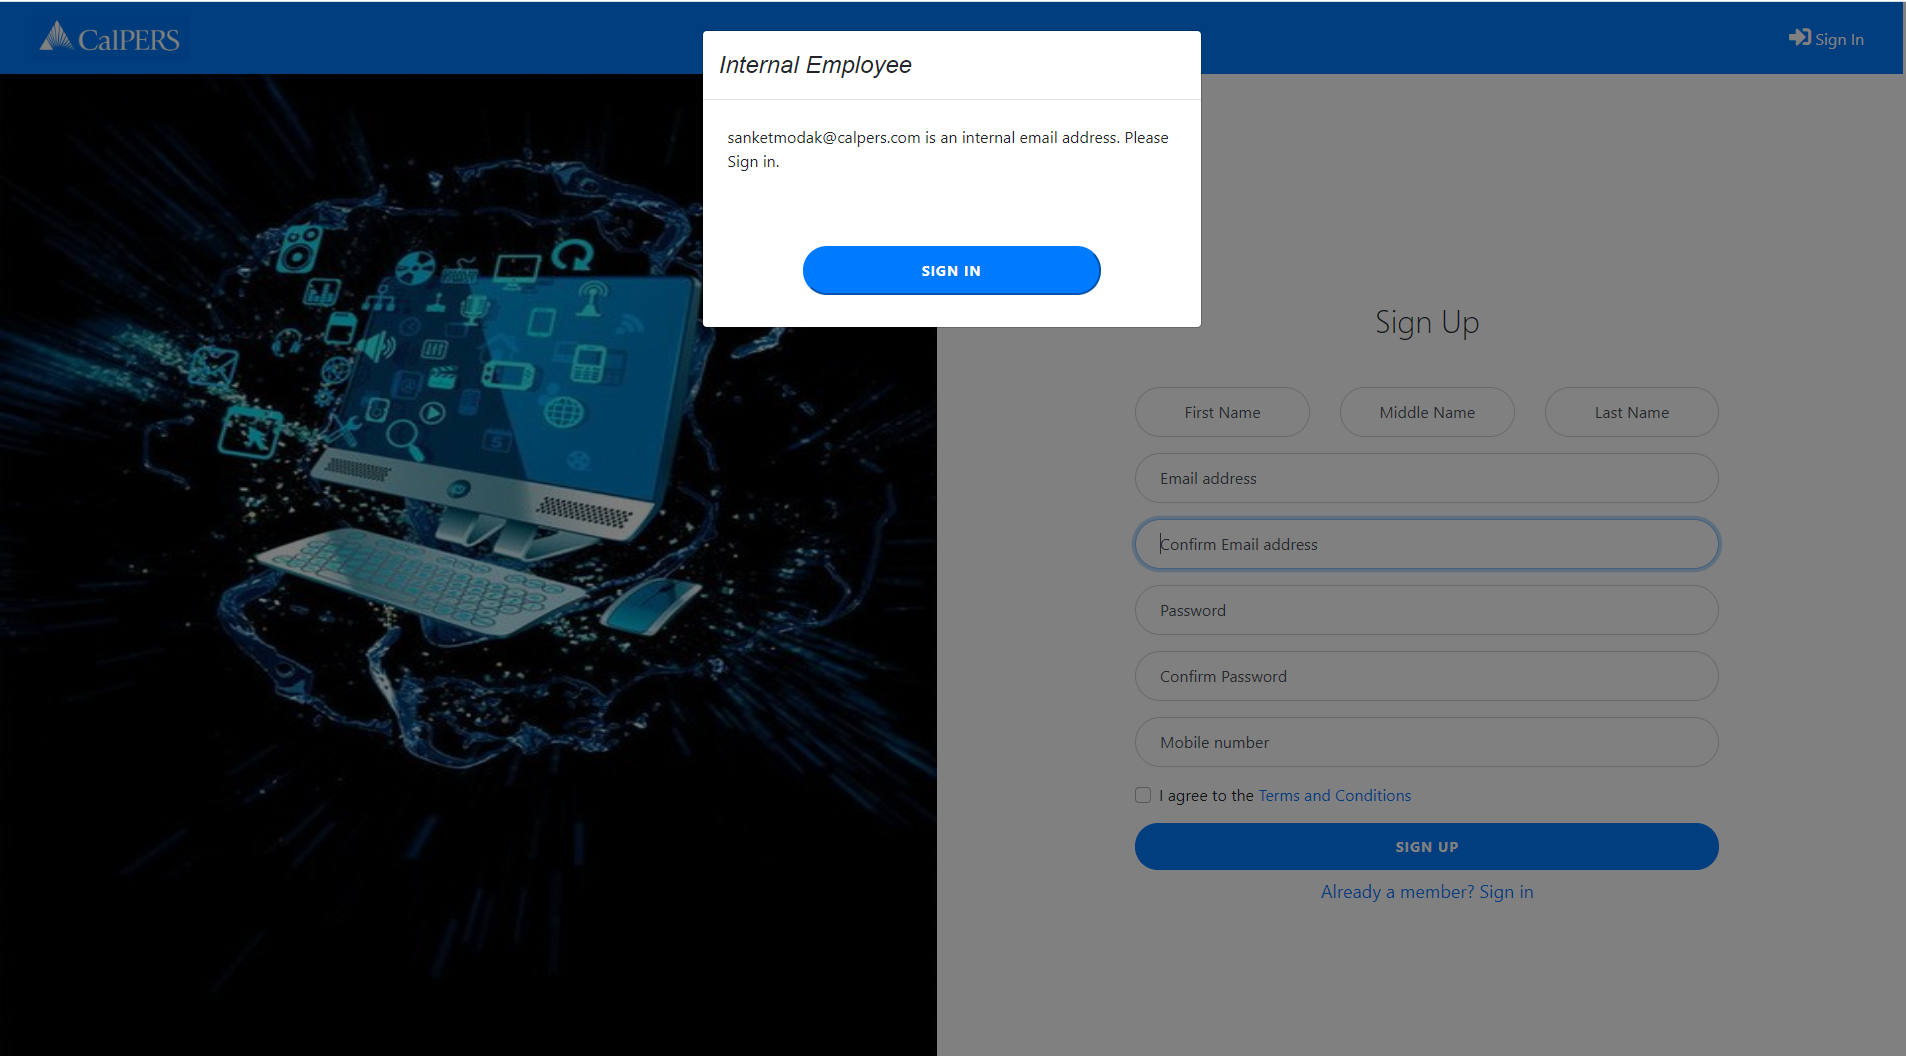 CalPERS
Sign In
Internal Employee
sanketmodak@calpers.com is an internal email address. Please
Sign in.
SIGN IN
Sign Up
First Name
Middle Name
Last Name
Email address
Confirm Email address
Password
Confirm Password
Mobile number
I agree to the Terms and Conditions
SIGN UP
Already a member? Sign in